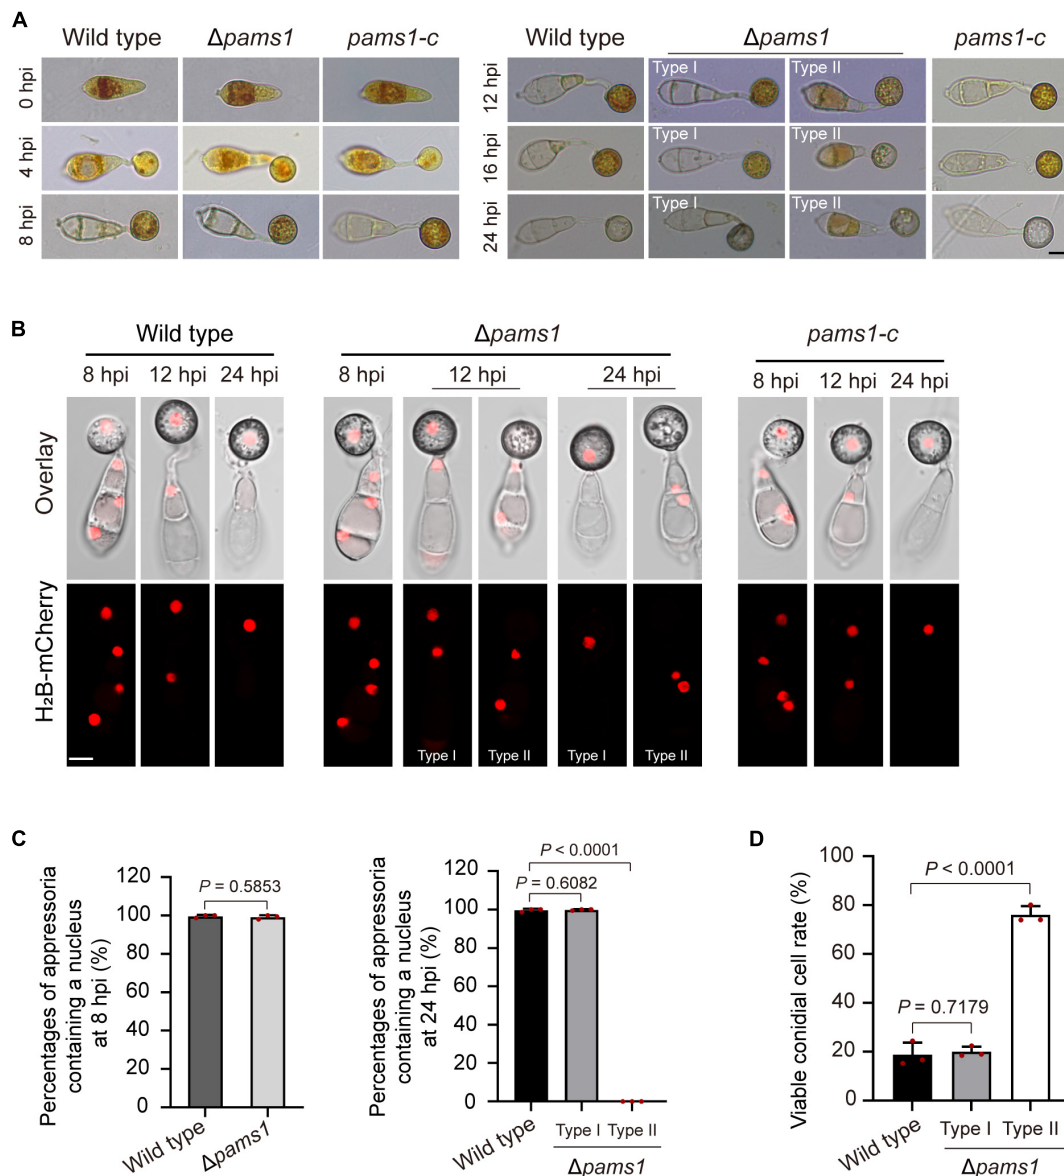 A
Wild type Δpams1 pams1-c
0 hpi
4 hpi
8 hpi
Wild type Δpams1 pams1-c
12 hpi
Type I Type II
16 hpi
Type I Type II
24 hpi
Type I Type II
B
Wild type Δpams1 pams1-c
8 hpi 12 hpi 24 hpi 8 hpi 12 hpi 24 hpi 8 hpi 12 hpi 24 hpi
Overlay
H₂B-mCherry
Type I Type II Type I Type II
C
Percentages of appressoria
containing a nucleus
at 8 hpi (%)
120
100
80
60
40
20
0
P = 0.5853
Wild type
Δpams1
Percentages of appressoria
containing a nucleus
at 24 hpi (%)
120
100
80
60
40
20
0
P < 0.0001
P = 0.6082
Wild type
Type I Type II
Δpams1
D
Viable conidial cell rate (%)
100
80
60
40
20
0
P < 0.0001
P = 0.7179
Wild type
Type I Type II
Δpams1